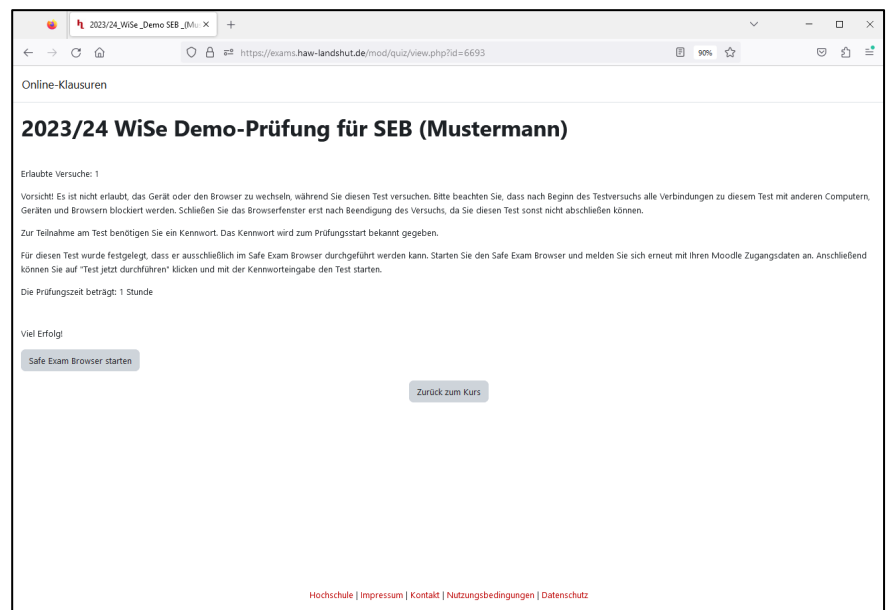 2023/24_WiSe _Demo SEB _(Mu
https://exams.haw-landshut.de/mod/quiz/view.php?id=6693
90%
Online-Klausuren
2023/24 WiSe Demo-Prüfung für SEB (Mustermann)
Erlaubte Versuche: 1
Vorsicht! Es ist nicht erlaubt, das Gerät oder den Browser zu wechseln, während Sie diesen Test versuchen. Bitte beachten Sie, dass nach Beginn des Testversuchs alle Verbindungen zu diesem Test mit anderen Computern,
Geräten und Browsern blockiert werden. Schließen Sie das Browserfenster erst nach Beendigung des Versuchs, da Sie diesen Test sonst nicht abschließen können.
Zur Teilnahme am Test benötigen Sie ein Kennwort. Das Kennwort wird zum Prüfungsstart bekannt gegeben.
Für diesen Test wurde festgelegt, dass er ausschließlich im Safe Exam Browser durchgeführt werden kann. Starten Sie den Safe Exam Browser und melden Sie sich erneut mit Ihren Moodle Zugangsdaten an. Anschließend
können Sie auf "Test jetzt durchführen" klicken und mit der Kennworteingabe den Test starten.
Die Prüfungszeit beträgt: 1 Stunde
Viel Erfolg!
Safe Exam Browser starten
Zurück zum Kurs
Hochschule | Impressum | Kontakt | Nutzungsbedingungen | Datenschutz